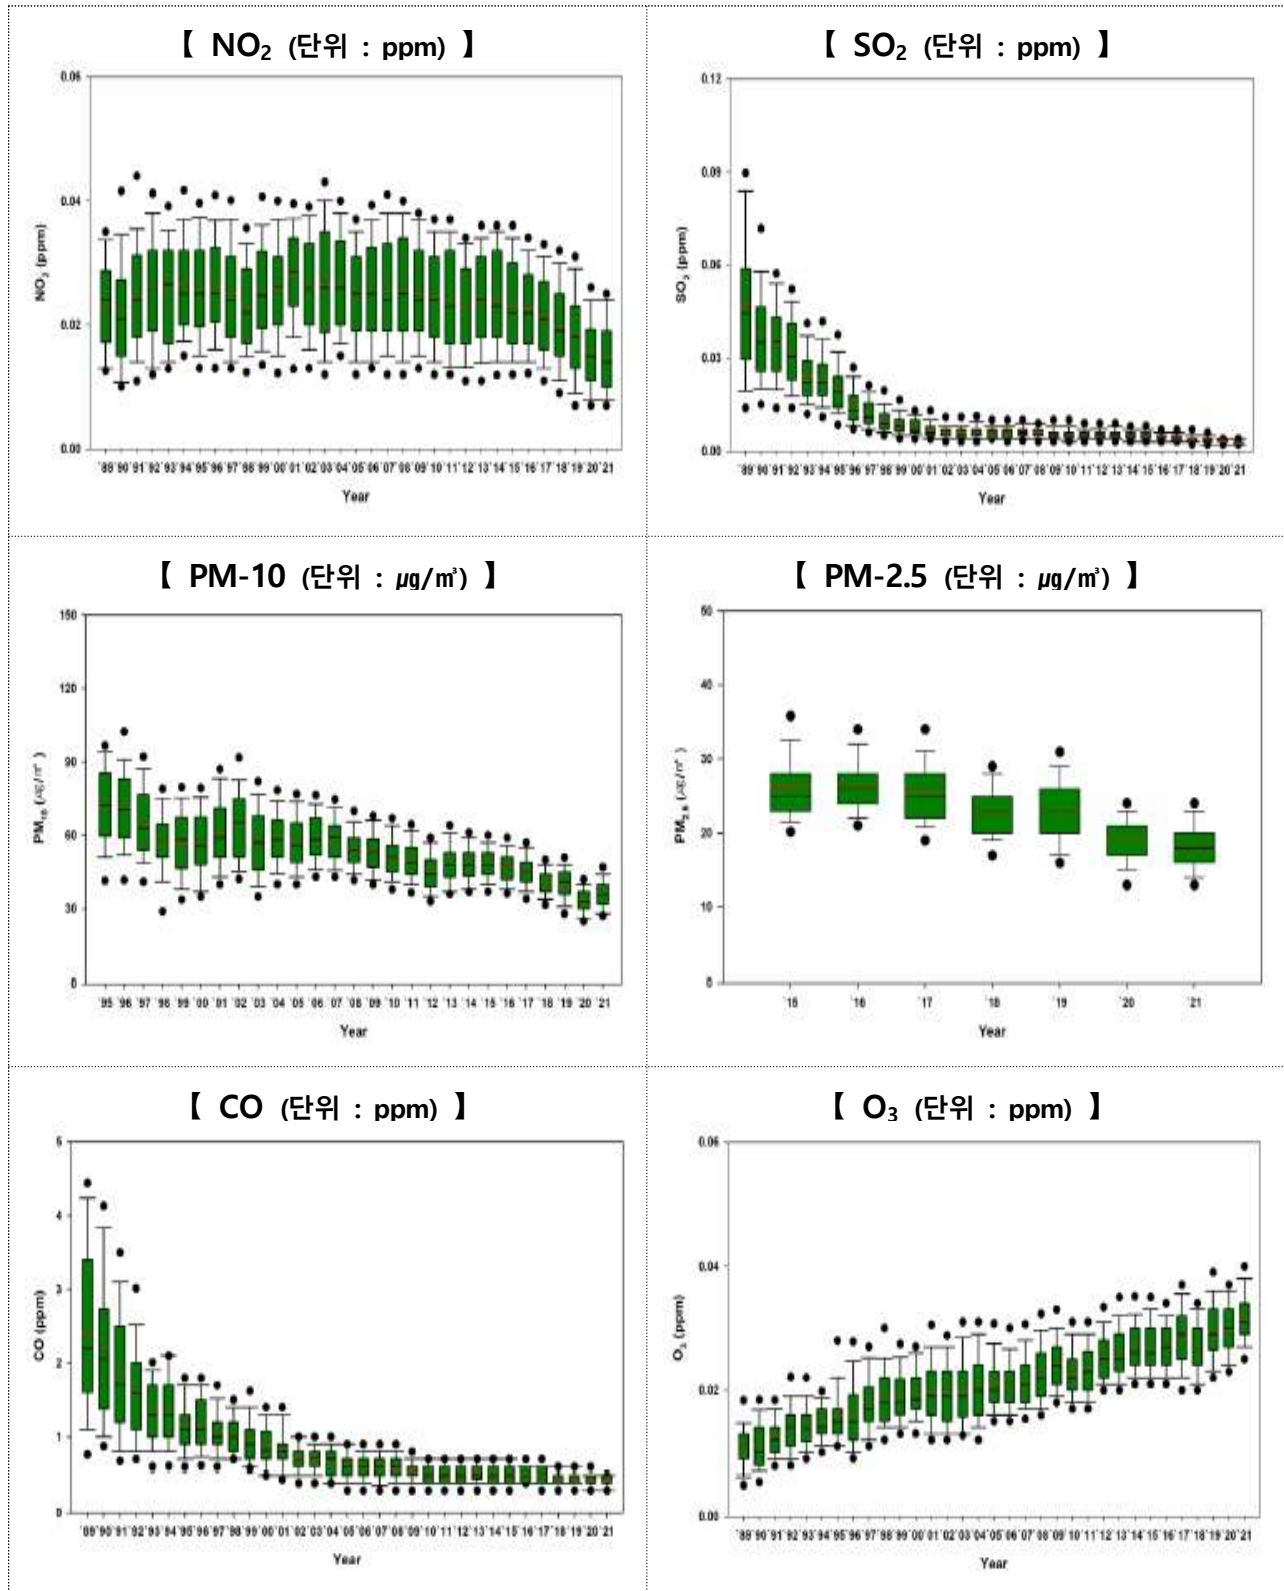 【 NO₂ (단위 : ppm) 】
0.06
0.04
0.02
0.00
NO₂ (ppm)
'89 '90 '91 '92 '93 '94 '95 '96 '97 '98 '99 '00 '01 '02 '03 '04 '05 '06 '07 '08 '09 '10 '11 '12 '13 '14 '15 '16 '17 '18 '19 '20 '21
Year
【 SO₂ (단위 : ppm) 】
0.12
0.09
0.06
0.03
0.00
SO₂ (ppm)
'89 '90 '91 '92 '93 '94 '95 '96 '97 '98 '99 '00 '01 '02 '03 '04 '05 '06 '07 '08 '09 '10 '11 '12 '13 '14 '15 '16 '17 '18 '19 '20 '21
Year
【 PM-10 (단위 : ㎍/㎥) 】
150
120
90
60
30
0
PM₁₀ (㎍/㎥)
'95 '96 '97 '98 '99 '00 '01 '02 '03 '04 '05 '06 '07 '08 '09 '10 '11 '12 '13 '14 '15 '16 '17 '18 '19 '20 '21
Year
【 PM-2.5 (단위 : ㎍/㎥) 】
50
40
30
20
10
0
PM₂.₅ (㎍/㎥)
'15 '16 '17 '18 '19 '20 '21
Year
【 CO (단위 : ppm) 】
5
4
3
2
1
0
CO (ppm)
'89 '90 '91 '92 '93 '94 '95 '96 '97 '98 '99 '00 '01 '02 '03 '04 '05 '06 '07 '08 '09 '10 '11 '12 '13 '14 '15 '16 '17 '18 '19 '20 '21
Year
【 O₃ (단위 : ppm) 】
0.06
0.04
0.02
0.00
O₃ (ppm)
'89 '90 '91 '92 '93 '94 '95 '96 '97 '98 '99 '00 '01 '02 '03 '04 '05 '06 '07 '08 '09 '10 '11 '12 '13 '14 '15 '16 '17 '18 '19 '20 '21
Year